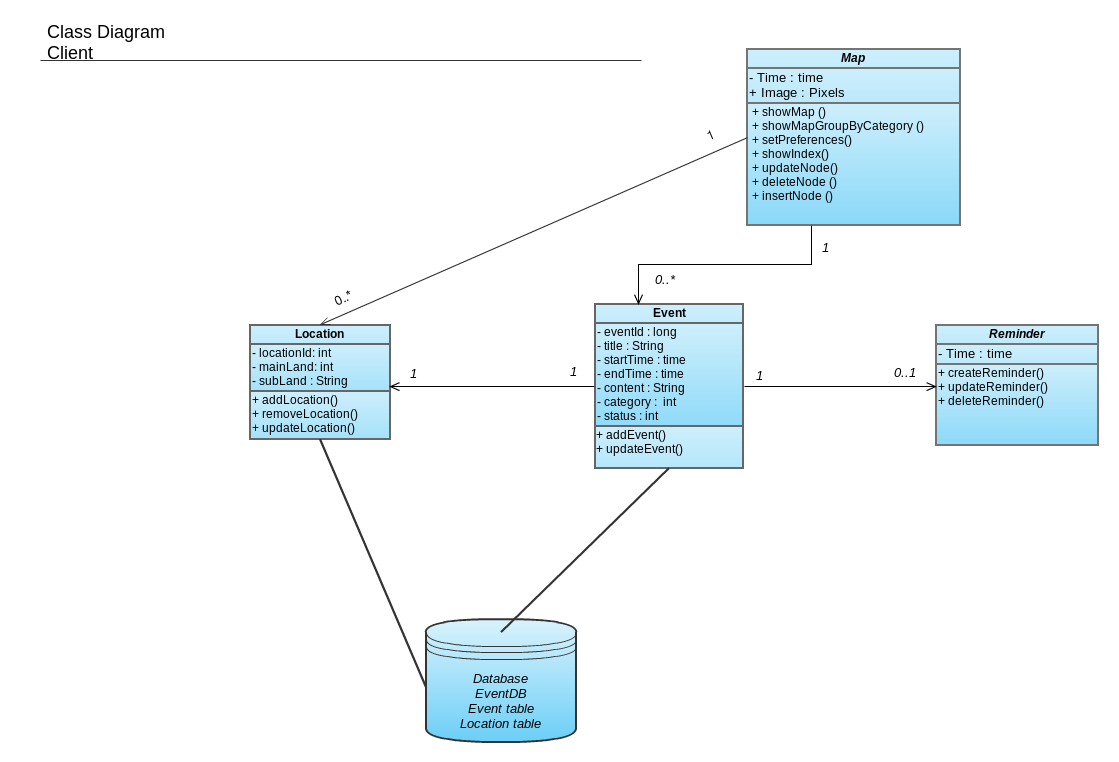 Class Diagram
Client
Map
- Time : time
+ Image : Pixels
+ showMap ()
+ showMapGroupByCategory ()
+ setPreferences()
+ showIndex()
+ updateNode()
+ deleteNode ()
+ insertNode ()
1
1
0..*
0..*
Location
- locationId: int
- mainLand: int
- subLand : String
+ addLocation()
+ removeLocation()
+ updateLocation()
1
1
Event
- eventId : long
- title : String
- startTime : time
- endTime : time
- content : String
- category :  int
- status : int
+ addEvent()
+ updateEvent()
1
0..1
Reminder
- Time : time
+ createReminder()
+ updateReminder()
+ deleteReminder()
Database
EventDB
Event table
Location table